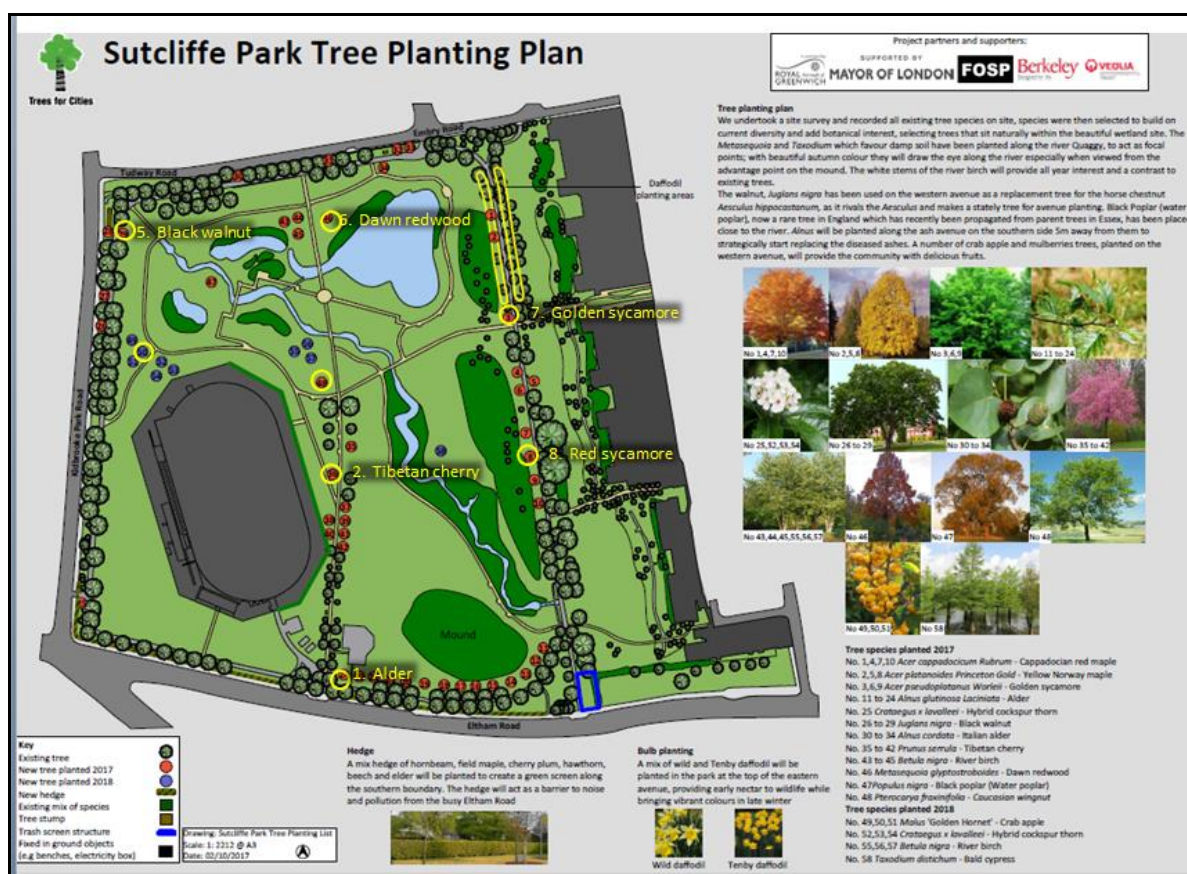 Sutcliffe Park Tree Planting Plan
Trees for Cities
Project partners and supporters:
ROYAL borough of GREENWICH
SUPPORTED BY
MAYOR OF LONDON
FOSP
Berkeley
VEOLIA
Tree planting plan
We undertook a site survey and recorded all existing tree species on site, species were then selected to build on
current diversity and add botanical interest, selecting trees that sit naturally within the beautiful wetland site. The
Metasequoia and Taxodium which favour damp soil have been planted along the river Quaggy, to act as focal
points; with beautiful autumn colour they will draw the eye along the river especially when viewed from the
advantage point on the mound. The white stems of the river birch will provide all year interest and a contrast to
existing trees.
The walnut, Juglans nigra has been used on the western avenue as a replacement tree for the horse chestnut
Aesculus hippocastanum, as it rivals the Aesculus and makes a stately tree for avenue planting. Black Poplar (water
poplar), now a rare tree in England which has recently been propagated from parent trees in Essex, has been placed
close to the river. Alnus will be planted along the ash avenue on the southern side 5m away from them to
strategically start replacing the diseased ashes. A number of crab apple and mulberries trees, planted on the
western avenue, will provide the community with delicious fruits.
Embry Road
Tudway Road
Daffodil
planting areas
5. Black walnut
6. Dawn redwood
7. Golden sycamore
Kidbrooke Park Road
2. Tibetan cherry
8. Red sycamore
Mound
1. Alder
Eltham Road
No 1,4,7,10
No 2,5,8
No 3,6,9
No 11 to 24
No 25,52,53,54
No 26 to 29
No 30 to 34
No 35 to 42
No 43,44,45,55,56,57
No 46
No 47
No 48
No 49,50,51
No 58
Tree species planted 2017
No. 1,4,7,10 Acer cappadocicum Rubrum - Cappadocian red maple
No. 2,5,8 Acer platanoides Princeton Gold - Yellow Norway maple
No. 3,6,9 Acer pseudoplatanus Worleii - Golden sycamore
No. 11 to 24 Alnus glutinosa Laciniata - Alder
No. 25 Crataegus x lavalleei - Hybrid cockspur thorn
No. 26 to 29 Juglans nigra - Black walnut
No. 30 to 34 Alnus cordata - Italian alder
No. 35 to 42 Prunus serrula - Tibetan cherry
No. 43 to 45 Betula nigra - River birch
No. 46 Metasequoia glyptostroboides - Dawn redwood
No. 47Populus nigra - Black poplar (Water poplar)
No. 48 Pterocarya fraxinifolia - Caucasian wingnut
Tree species planted 2018
No. 49,50,51 Malus 'Golden Hornet' - Crab apple
No. 52,53,54 Crataegus x lavalleei - Hybrid cockspur thorn
No. 55,56,57 Betula nigra - River birch
No. 58 Taxodium distichum - Bald cypress
Key
Existing tree
New tree planted 2017
New tree planted 2018
New hedge
Existing mix of species
Tree stump
Trash screen structure
Fixed in ground objects
(e.g benches, electricity box)
Drawing: Sutcliffe Park Tree Planting List
Scale: 1: 2212 @ A3
Date: 02/10/2017
Hedge
A mix hedge of hornbeam, field maple, cherry plum, hawthorn,
beech and elder will be planted to create a green screen along
the southern boundary. The hedge will act as a barrier to noise
and pollution from the busy Eltham Road
Bulb planting
A mix of wild and Tenby daffodil will be
planted in the park at the top of the eastern
avenue, providing early nectar to wildlife while
bringing vibrant colours in late winter
Wild daffodil
Tenby daffodil